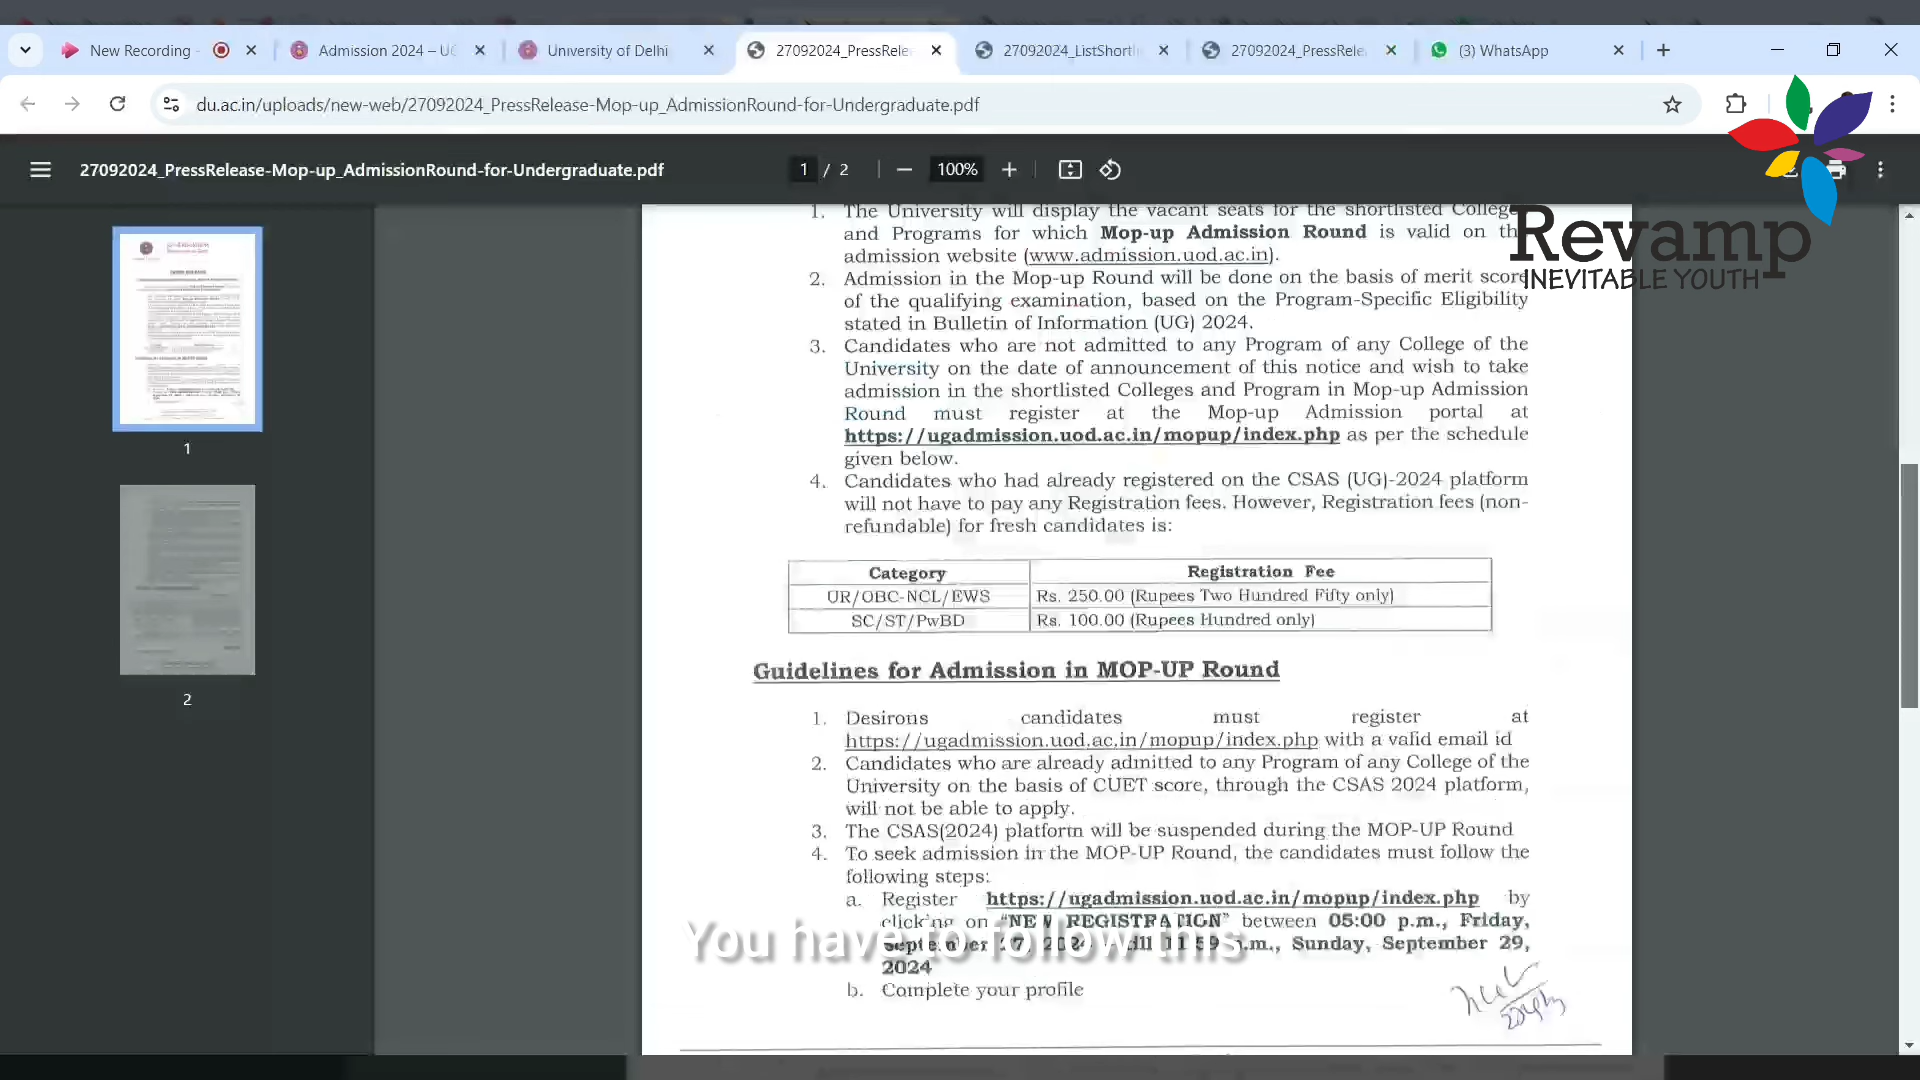 New Recording -
Admission 2024 – UG
University of Delhi
27092024_PressRele
27092024_ListShortli
27092024_PressRele
(3) WhatsApp
du.ac.in/uploads/new-web/27092024_PressRelease-Mop-up_AdmissionRound-for-Undergraduate.pdf
27092024_PressRelease-Mop-up_AdmissionRound-for-Undergraduate.pdf
1 / 2
100%
Revamp
INEVITABLE YOUTH
1
2
1. The University will display the vacant seats for the shortlisted College
and Programs for which Mop-up Admission Round is valid on th
admission website (www.admission.uod.ac.in).
2. Admission in the Mop-up Round will be done on the basis of merit score
of the qualifying examination, based on the Program-Specific Eligibility
stated in Bulletin of Information (UG) 2024.
3. Candidates who are not admitted to any Program of any College of the
University on the date of announcement of this notice and wish to take
admission in the shortlisted Colleges and Program in Mop-up Admission
Round must register at the Mop-up Admission portal at
https://ugadmission.uod.ac.in/mopup/index.php as per the schedule
given below.
4. Candidates who had already registered on the CSAS (UG)-2024 platform
will not have to pay any Registration fees. However, Registration fees (non-
refundable) for fresh candidates is:
Category Registration Fee
UR/OBC-NCL/EWS Rs. 250.00 (Rupees Two Hundred Fifty only)
SC/ST/PwBD Rs. 100.00 (Rupees Hundred only)
Guidelines for Admission in MOP-UP Round
1. Desirons candidates must register at
https://ugadmission.uod.ac.in/mopup/index.php with a valid email id
2. Candidates who are already admitted to any Program of any College of the
University on the basis of CUET score, through the CSAS 2024 platform,
will not be able to apply.
3. The CSAS(2024) platform will be suspended during the MOP-UP Round
4. To seek admission in the MOP-UP Round, the candidates must follow the
following steps:
a. Register https://ugadmission.uod.ac.in/mopup/index.php by
clicking on "NEW REGISTRATION" between 05:00 p.m., Friday,
September 27, 2024 till 11:59 p.m., Sunday, September 29,
2024
You have to follow this
b. Complete your profile